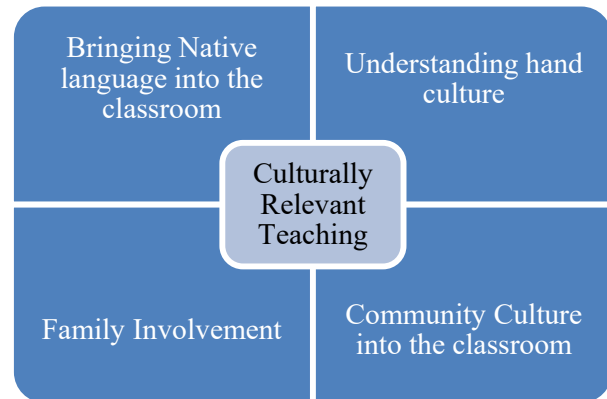 Bringing Native
language into the
classroom
Understanding hand
culture
Culturally
Relevant
Teaching
Family Involvement
Community Culture
into the classroom